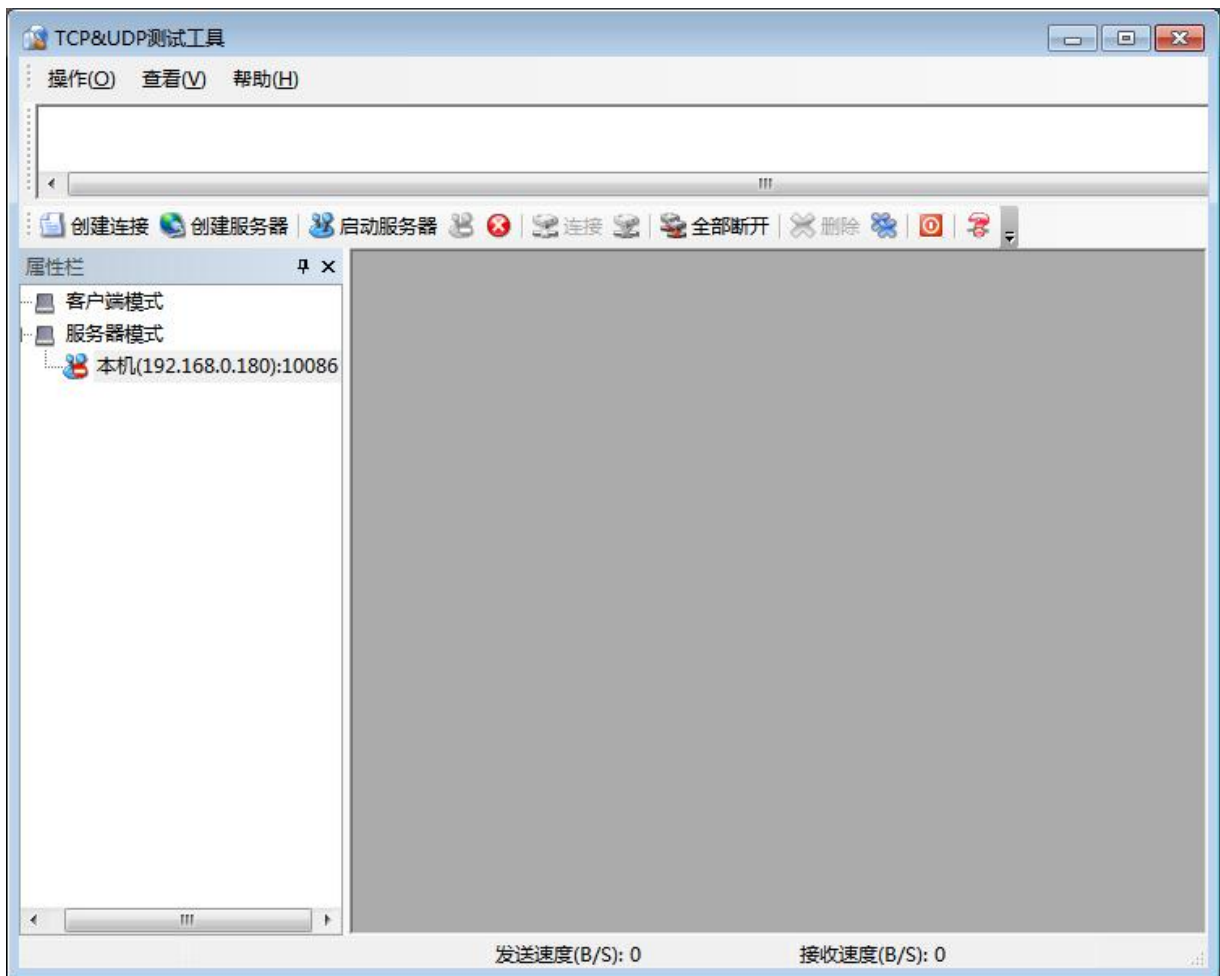 TCP&UDP测试工具
操作(O) 查看(V) 帮助(H)
创建连接 创建服务器 启动服务器 连接 全部断开 删除
属性栏
客户端模式
服务器模式
本机(192.168.0.180):10086
发送速度(B/S): 0 接收速度(B/S): 0